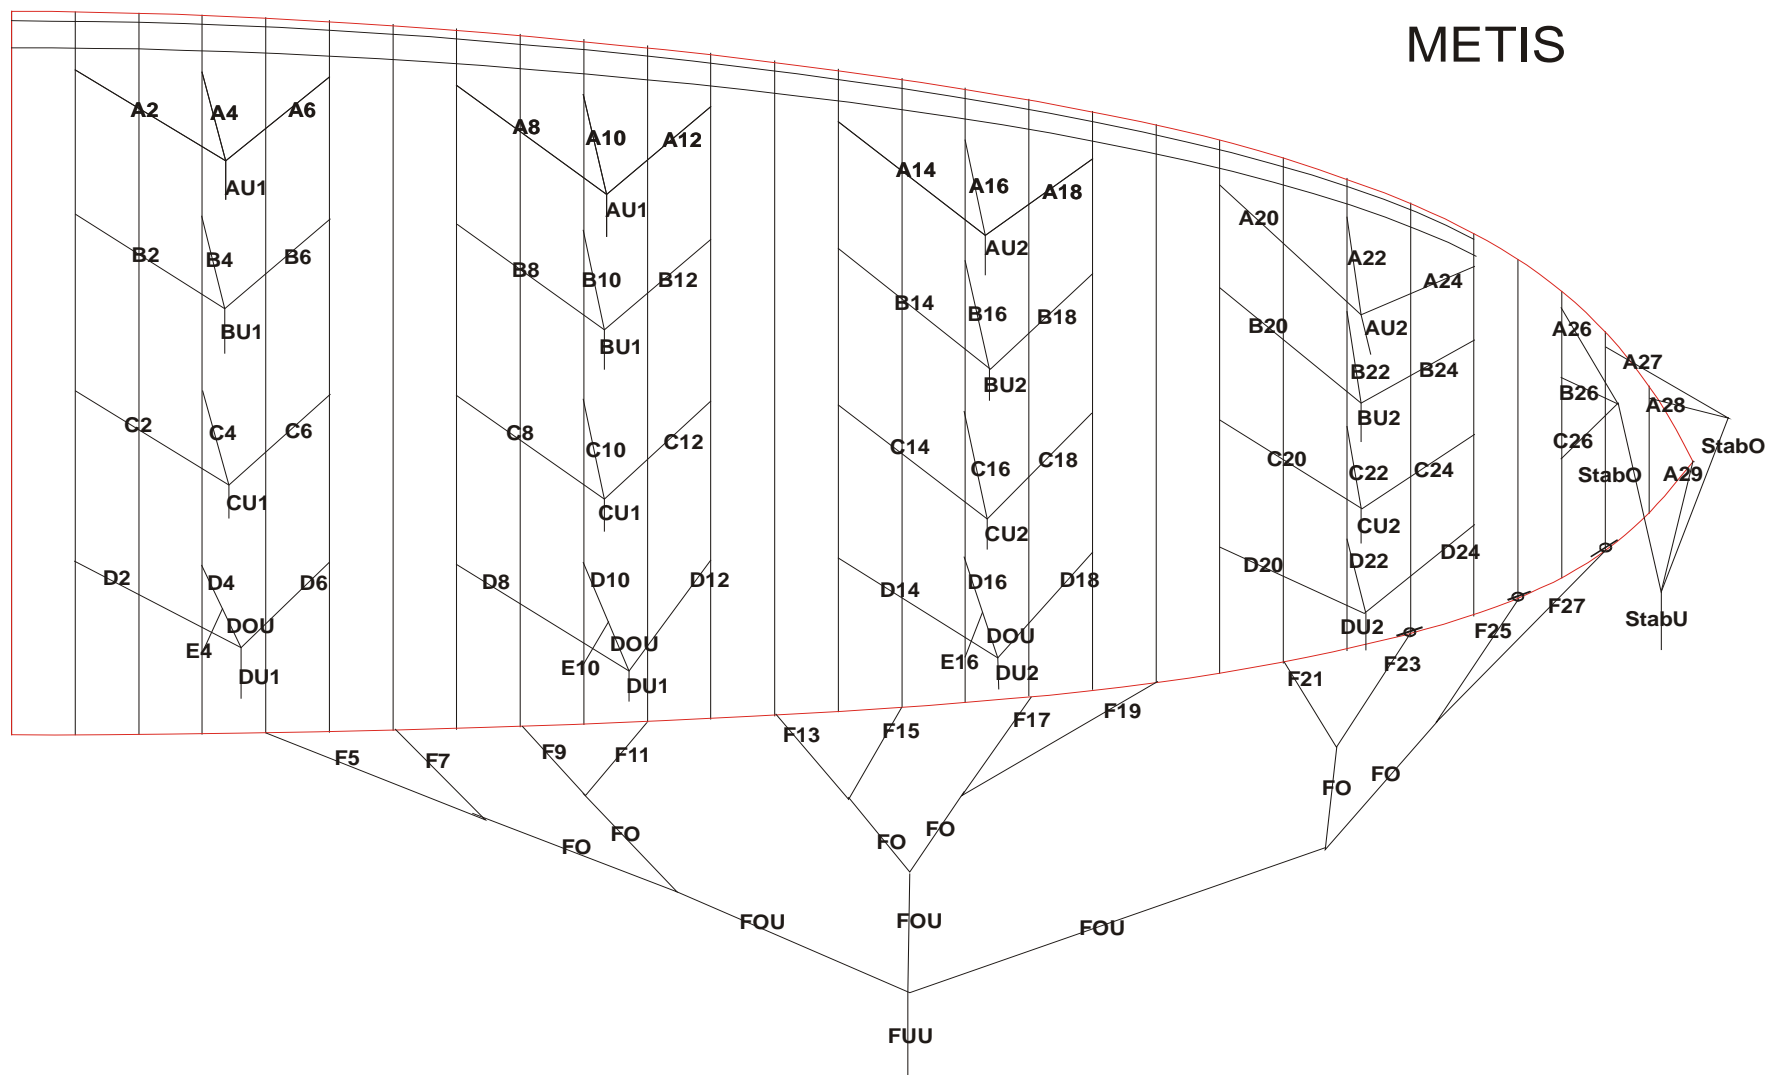 METIS
A2 A4 A6
AU1
A8 A10 A12
AU1
A14 A16 A18
AU2
A20 A22 A24
AU2
A26
A27
A28
A29
B2 B4 B6
BU1
B8 B10 B12
BU1
B14 B16 B18
BU2
B20 B22 B24
BU2
B26
C2 C4 C6
CU1
C8 C10 C12
CU1
C14 C16 C18
CU2
C20 C22 C24
CU2
C26
StabO
StabO
D2 D4 D6
DOU
E4
DU1
D8 D10 D12
DOU
E10
DU1
D14 D16 D18
DOU
E16
DU2
D20 D22 D24
DU2
StabU
F5 F7 F9 F11 F13 F15 F17 F19 F21 F23 F25 F27
FO FO FO FO FO FO
FOU FOU FOU
FUU